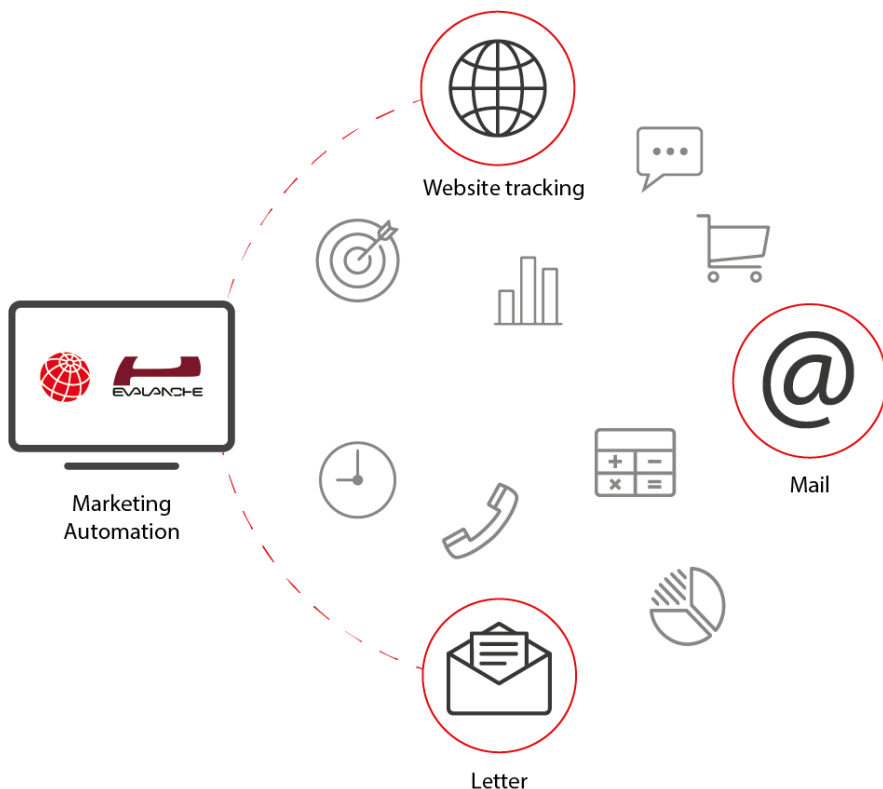 Website tracking
EVALANCHE
@
Mail
Marketing
Automation
+ −
× =
Letter